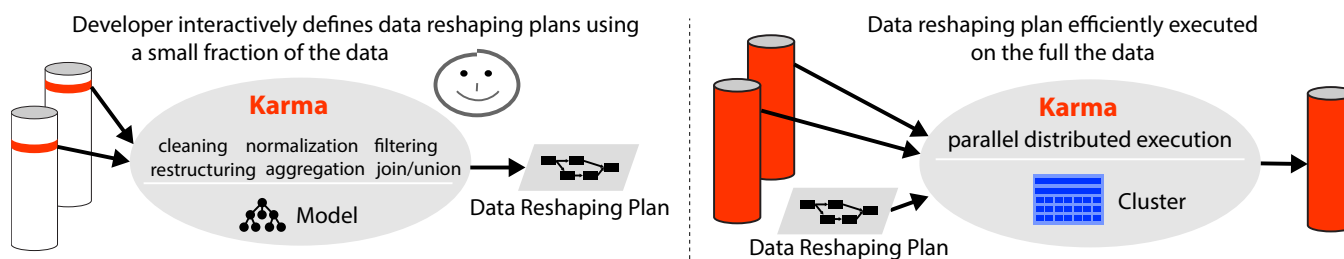 Developer interactively defines data reshaping plans using
a small fraction of the data
Karma
cleaning normalization filtering
restructuring aggregation join/union
Model
Data Reshaping Plan
Data reshaping plan efficiently executed
on the full the data
Karma
parallel distributed execution
Cluster
Data Reshaping Plan